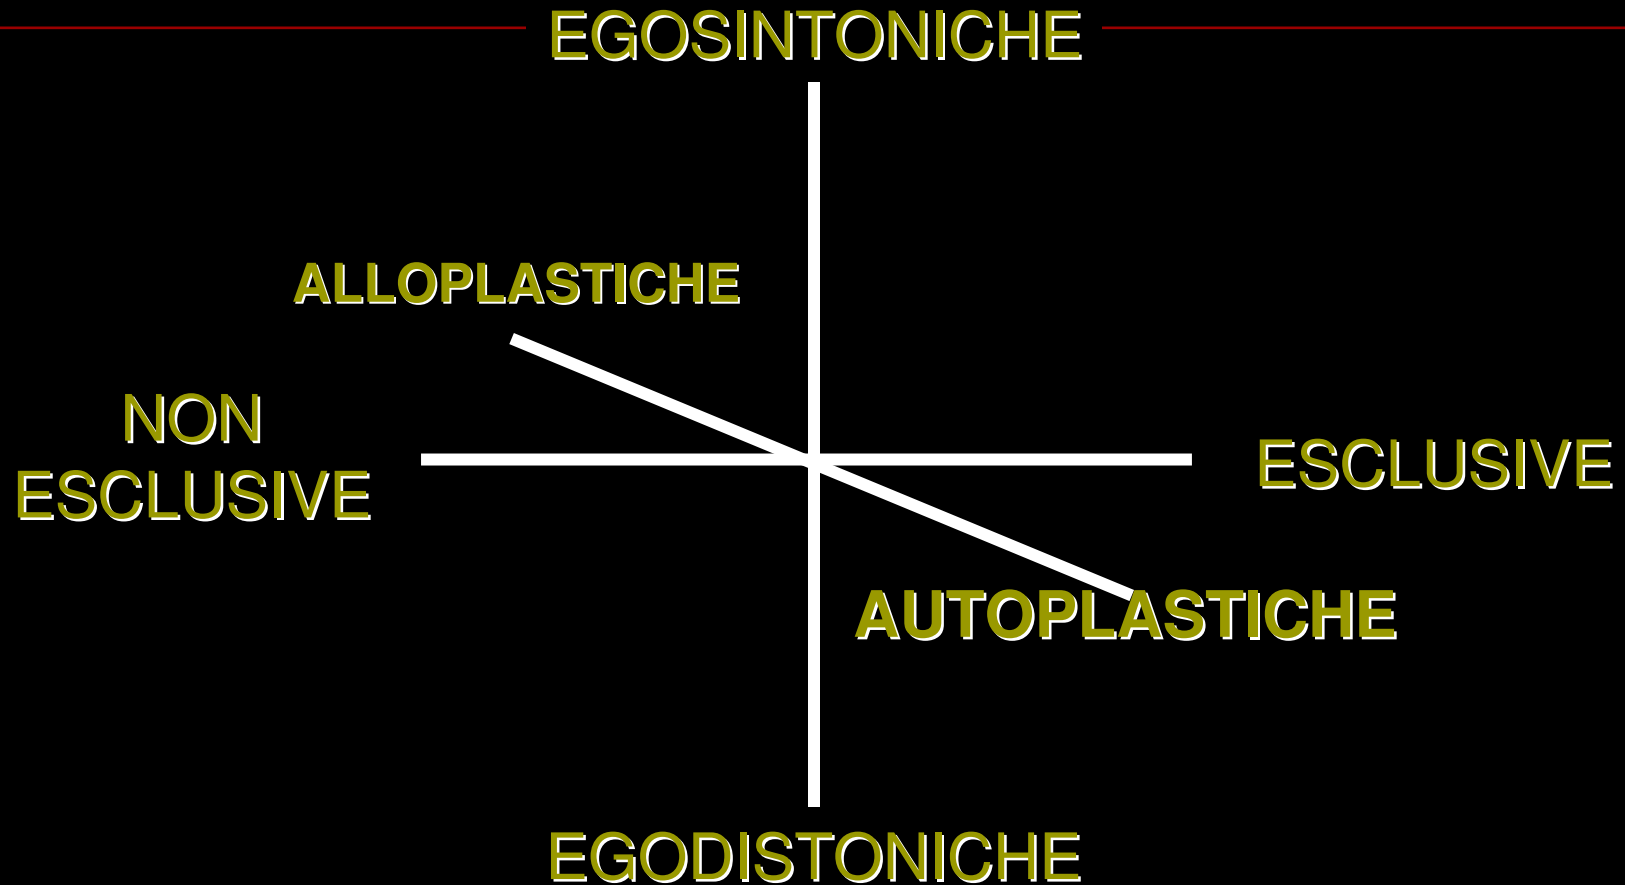 EGOSINTONICHE
ALLOPLASTICHE
NON
ESCLUSIVE
ESCLUSIVE
AUTOPLASTICHE
EGODISTONICHE